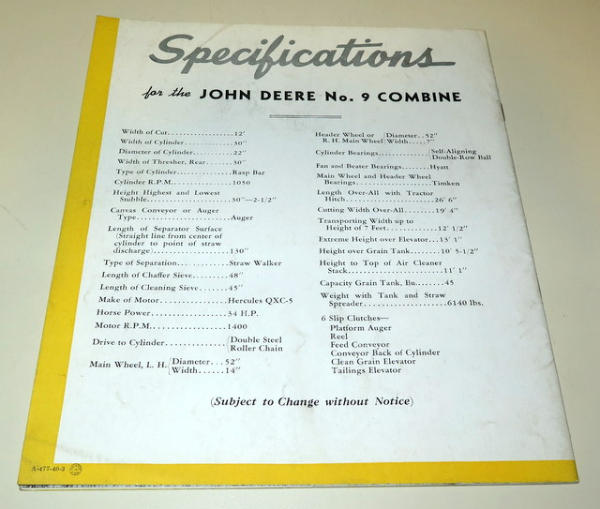 Specifications
for the JOHN DEERE No. 9 COMBINE
Width of Cut..................12'
Width of Cylinder.............30"
Diameter of Cylinder..........22"
Width of Thresher, Rear.......30"
Type of Cylinder..............Rasp Bar
Cylinder R.P.M................1050
Height Highest and Lowest
Stubble...............30"—2-1/2"
Canvas Conveyor or Auger
Type..................Auger
Length of Separator Surface
(Straight line from center of
cylinder to point of straw
discharge)....................130"
Type of Separation............Straw Walker
Length of Chaffer Sieve.......48"
Length of Cleaning Sieve......45"
Make of Motor.................Hercules QXC-5
Horse Power...................34 H.P.
Motor R.P.M...................1400
Drive to Cylinder.............{Double Steel
Roller Chain
Main Wheel, L. H. {Diameter...52"
Width......14"
Header Wheel or {Diameter..52"
R. H. Main Wheel {Width.....7"
Cylinder Bearings.............{Self-Aligning
Double-Row Ball
Fan and Beater Bearings.......Hyatt
Main Wheel and Header Wheel
Bearings..................Timken
Length Over-All with Tractor
Hitch.....................26' 6"
Cutting Width Over-All........19' 4"
Transporting Width up to
Height of 7 Feet..............12' 1/2"
Extreme Height over Elevator...13' 1"
Height over Grain Tank........10' 5-1/2"
Height to Top of Air Cleaner
Stack.........................11' 1"
Capacity Grain Tank, Bu.......45
Weight with Tank and Straw
Spreader..................6140 lbs.
6 Slip Clutches—
Platform Auger
Reel
Feed Conveyor
Conveyor Back of Cylinder
Clean Grain Elevator
Tailings Elevator
(Subject to Change without Notice)
A-477-40-3